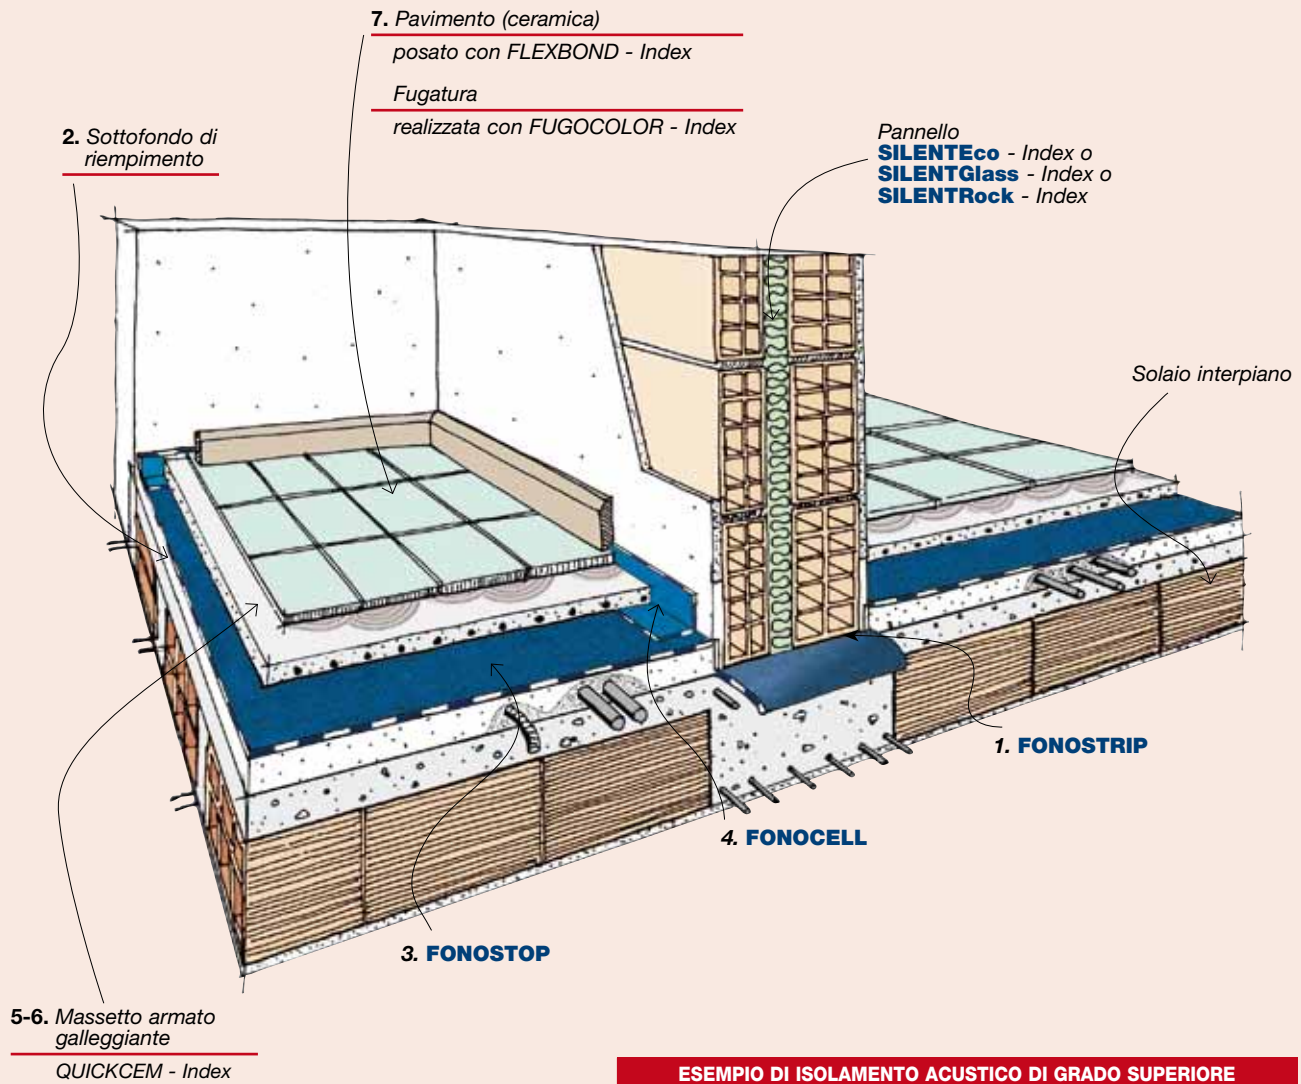 7. Pavimento (ceramica)
posato con FLEXBOND - Index
Fugatura
realizzata con FUGOCOLOR - Index
2. Sottofondo di
riempimento
Pannello
SILENTEco - Index o
SILENTGlass - Index o
SILENTRock - Index
Solaio interpiano
1. FONOSTRIP
4. FONOCELL
3. FONOSTOP
5-6. Massetto armato
galleggiante
QUICKCEM - Index
ESEMPIO DI ISOLAMENTO ACUSTICO DI GRADO SUPERIORE